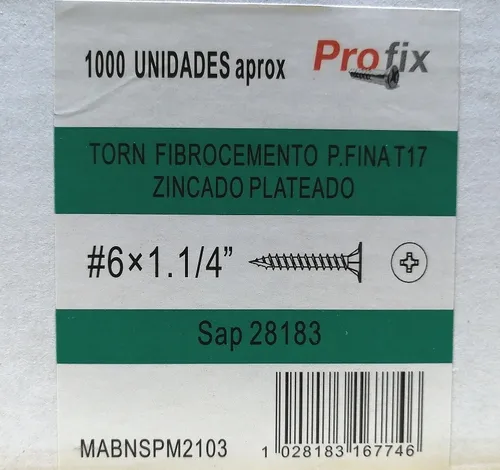 1000 UNIDADES aprox
Profix
TORN FIBROCEMENTO P.FINA T17
ZINCADO PLATEADO
#6×1.1/4”
Sap 28183
MABNSPM2103
1 028183 167746